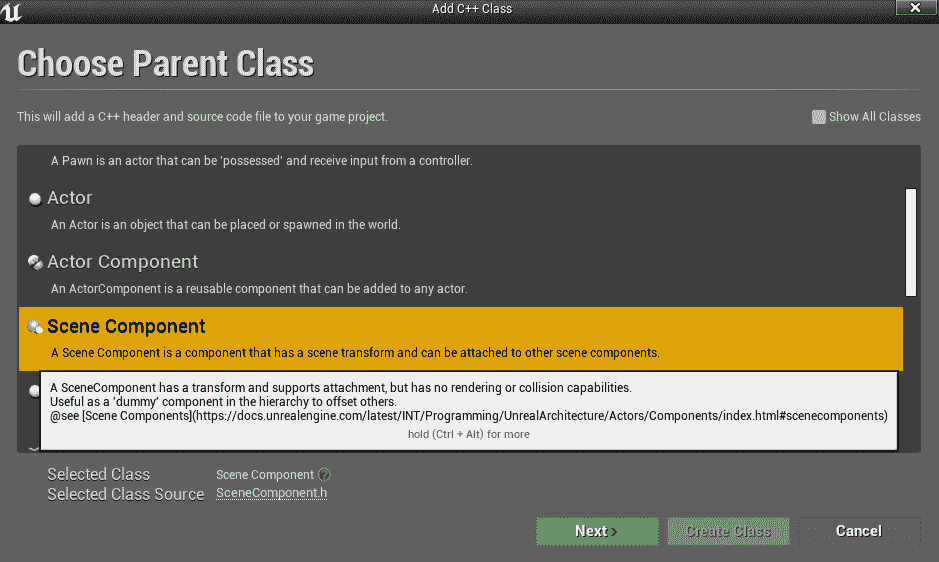 Add C++ Class
Choose Parent Class
This will add a C++ header and source code file to your game project.
Show All Classes
A Pawn is an actor that can be 'possessed' and receive input from a controller.
Actor
An Actor is an object that can be placed or spawned in the world.
Actor Component
An ActorComponent is a reusable component that can be added to any actor.
Scene Component
A Scene Component is a component that has a scene transform and can be attached to other scene components.
A SceneComponent has a transform and supports attachment, but has no rendering or collision capabilities.
Useful as a 'dummy' component in the hierarchy to offset others.
@see [Scene Components](https://docs.unrealengine.com/latest/INT/Programming/UnrealArchitecture/Actors/Components/index.html#scenecomponents)
hold (Ctrl + Alt) for more
Selected Class
Scene Component
Selected Class Source
SceneComponent.h
Next
Create Class
Cancel